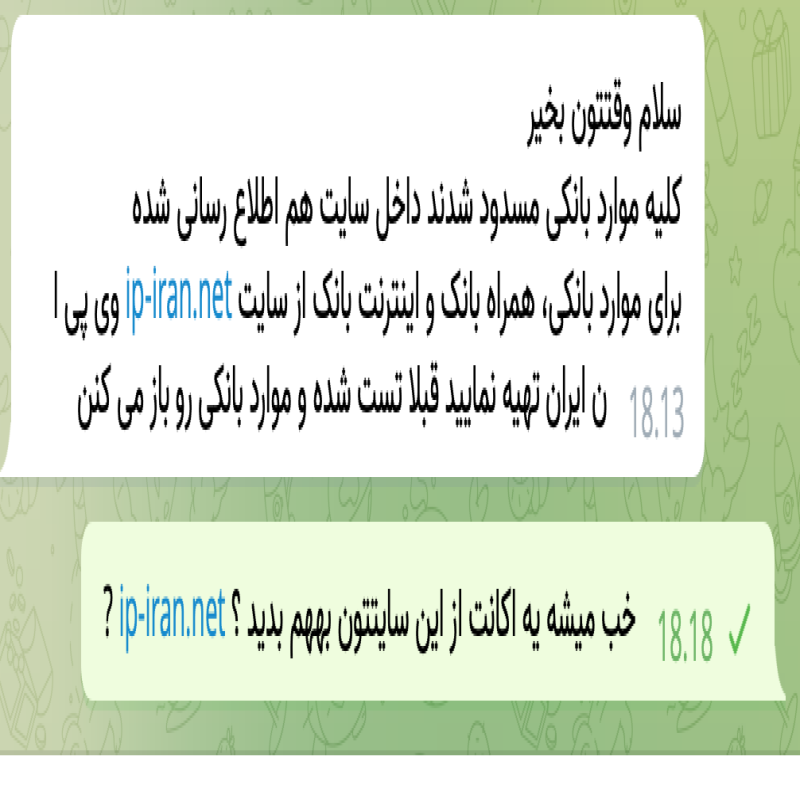 سلام وقتتون بخیر
کلیه موارد بانکی مسدود شدند داخل سایت هم اطلاع رسانی شده
برای موارد بانکی، همراه بانک و اینترنت بانک از سایت ip-iran.net وی پی ا
ن ایران تهیه نمایید قبلا تست شده و موارد بانکی رو باز می کنن
18.13
خب میشه یه اکانت از این سایتتون بههم بدید ؟ ip-iran.net ?
18.18